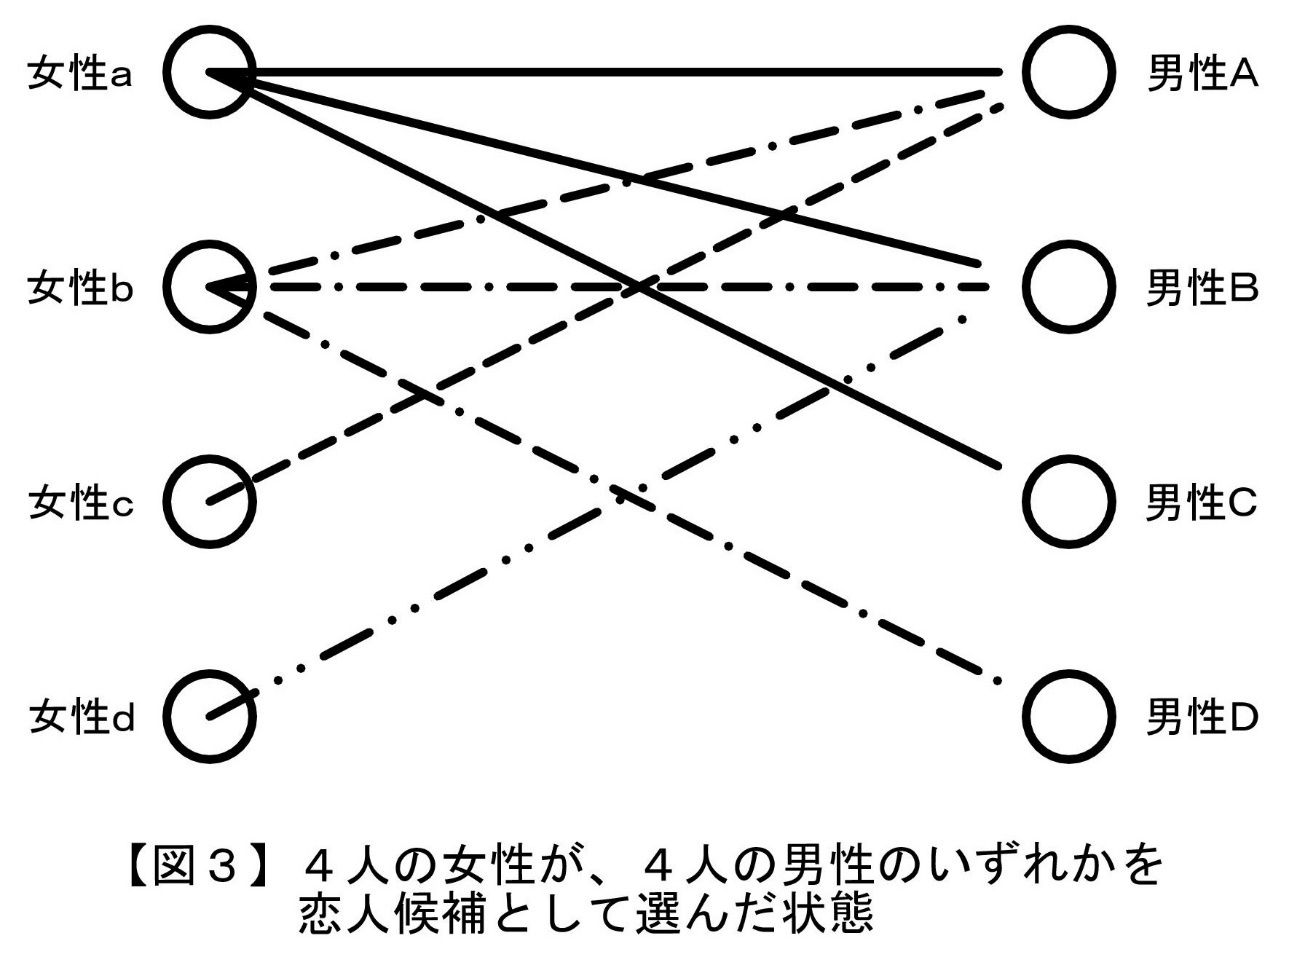 女性a
男性A
女性b
男性B
女性c
男性C
女性d
男性D
【図３】４人の女性が、４人の男性のいずれかを
恋人候補として選んだ状態